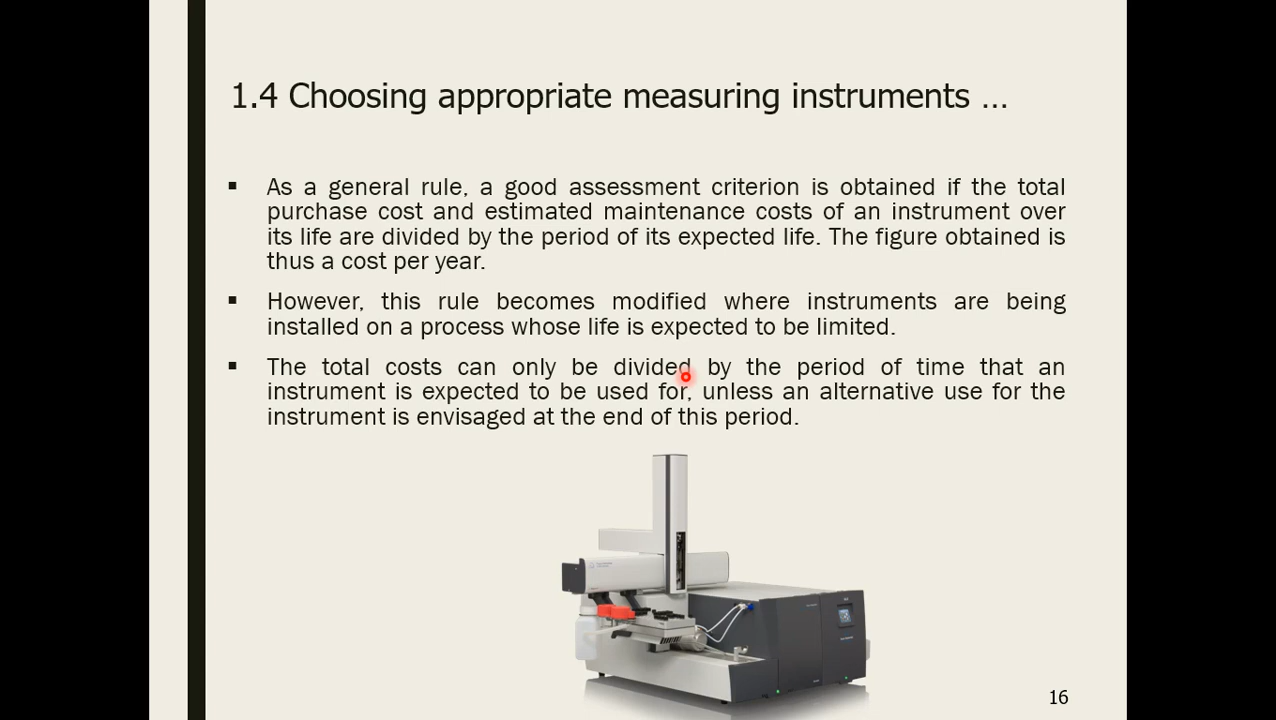 1.4 Choosing appropriate measuring instruments …
▪ As a general rule, a good assessment criterion is obtained if the total
purchase cost and estimated maintenance costs of an instrument over
its life are divided by the period of its expected life. The figure obtained is
thus a cost per year.
▪ However, this rule becomes modified where instruments are being
installed on a process whose life is expected to be limited.
▪ The total costs can only be divided by the period of time that an
instrument is expected to be used for, unless an alternative use for the
instrument is envisaged at the end of this period.
16